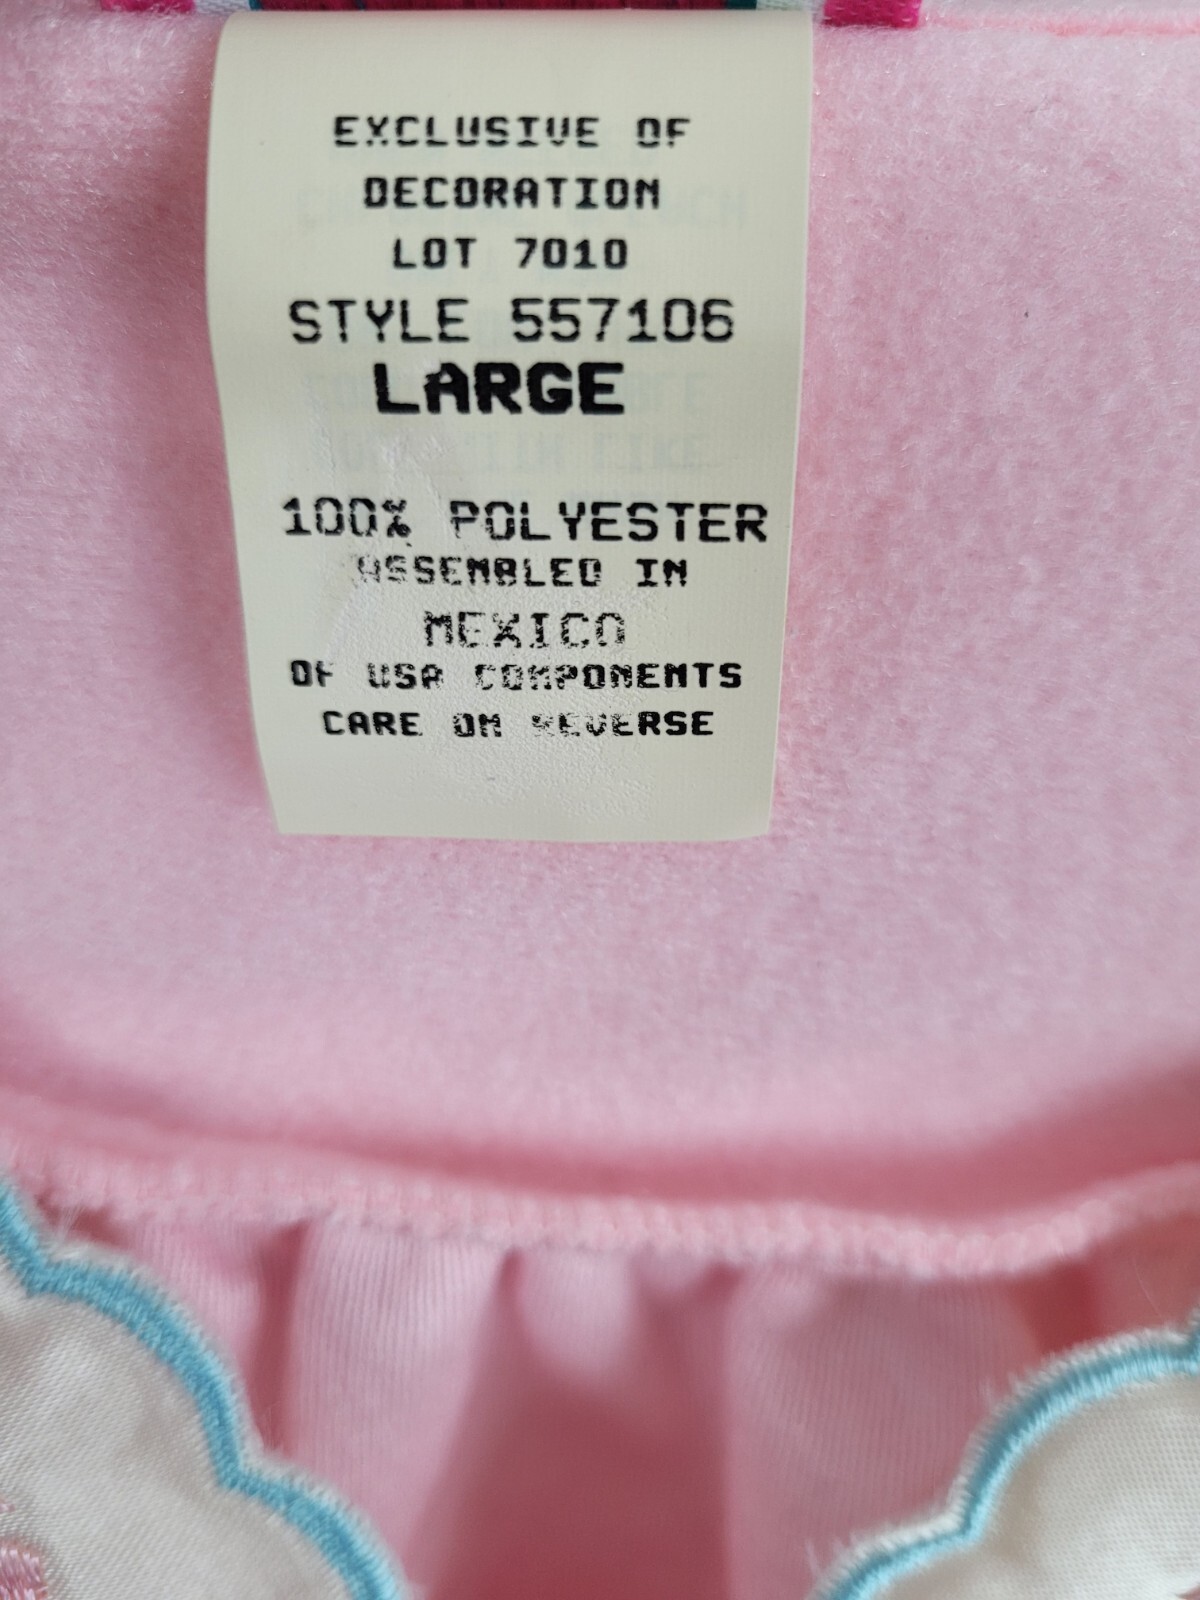 EXCLUSIVE OF
DECORATION
LOT 7010
STYLE 557106
LARGE
100% POLYESTER
ASSEMBLED IN
MEXICO
OF USA COMPONENTS
CARE ON REVERSE